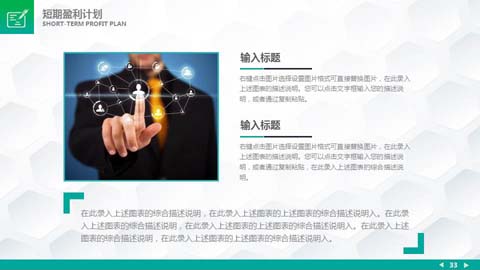 短期盈利计划
SHORT-TERM PROFIT PLAN
输入标题
右键点击图片选择设置图片格式可直接替换图片，在此录入
上述图表的描述说明。您可以点击文字框输入您的描述说
明，或者通过复制粘贴。
输入标题
右键点击图片选择设置图片格式可直接替换图片，在此录入
上述图表的描述说明。您可以点击文字框输入您的描述说
明，或者通过复制粘贴，在此录入上述图表的综合描述说
明。
在此录入上述图表的综合描述说明，在此录入上述图表的上述图表的综合描述说明入。在此录
入上述图表的综合描述说明，在此录入上述图表的上述图表的综合描述说明入。在此录入上述
图表的综合描述说明，在此录入上述图表的上述图表的综合描述说明入。
33